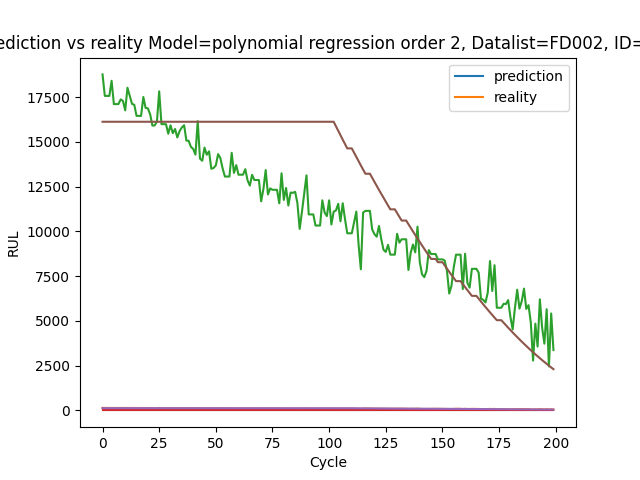 ediction vs reality Model=polynomial regression order 2, Datalist=FD002, ID=
prediction
reality
17500
15000
12500
10000
7500
5000
2500
0
RUL
0 25 50 75 100 125 150 175 200
Cycle